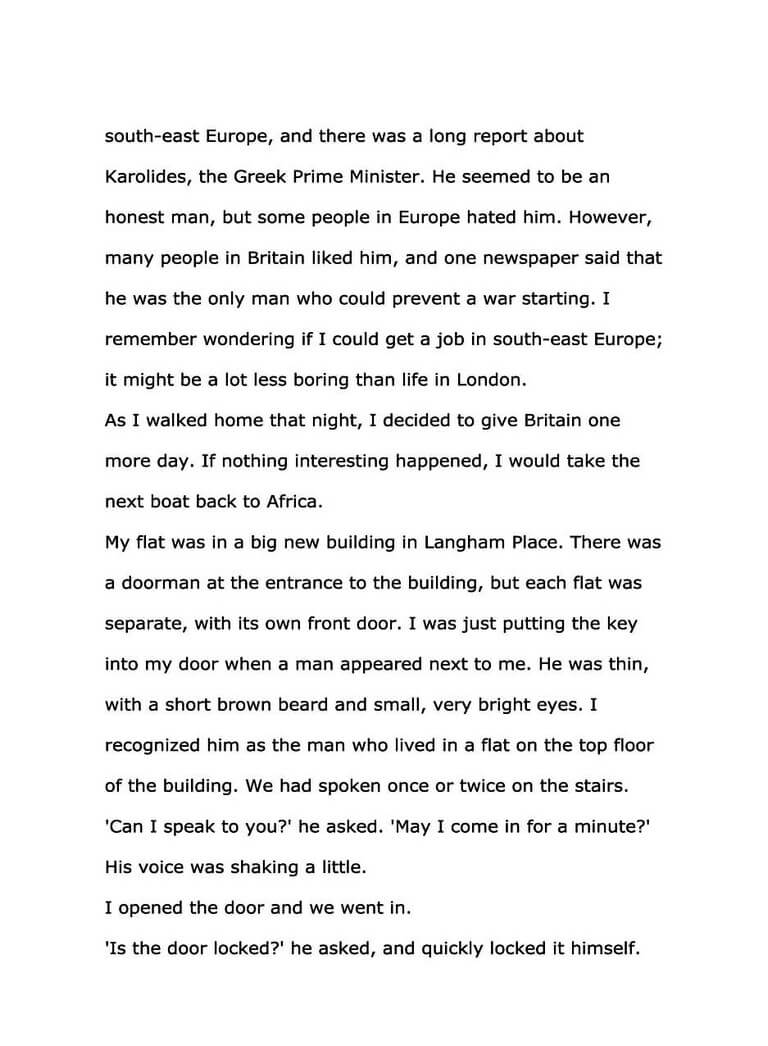 south-east Europe, and there was a long report about
Karolides, the Greek Prime Minister. He seemed to be an
honest man, but some people in Europe hated him. However,
many people in Britain liked him, and one newspaper said that
he was the only man who could prevent a war starting. I
remember wondering if I could get a job in south-east Europe;
it might be a lot less boring than life in London.
As I walked home that night, I decided to give Britain one
more day. If nothing interesting happened, I would take the
next boat back to Africa.
My flat was in a big new building in Langham Place. There was
a doorman at the entrance to the building, but each flat was
separate, with its own front door. I was just putting the key
into my door when a man appeared next to me. He was thin,
with a short brown beard and small, very bright eyes. I
recognized him as the man who lived in a flat on the top floor
of the building. We had spoken once or twice on the stairs.
'Can I speak to you?' he asked. 'May I come in for a minute?'
His voice was shaking a little.
I opened the door and we went in.
'Is the door locked?' he asked, and quickly locked it himself.